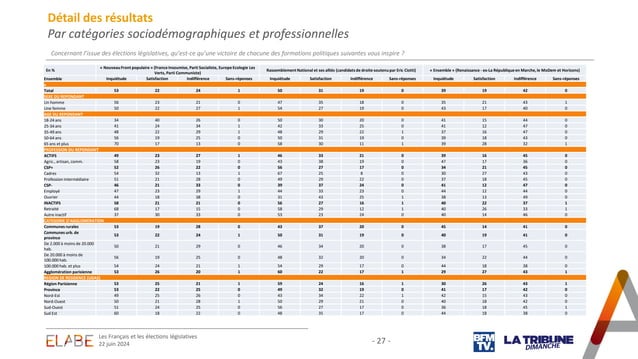 Détail des résultats
Par catégories sociodémographiques et professionnelles
Concernant l'issue des élections législatives, qu'est-ce qu'une victoire de chacune des formations politiques suivantes vous inspire ?
En % « Nouveau Front populaire » (France Insoumise, Parti Socialiste, Europe Ecologie Les Verts, Parti Communiste) Rassemblement National et ses alliés (candidats de droite soutenu par Eric Ciotti) « Ensemble » (Renaissance - ex-La République en Marche, le MoDem et Horizons)
Ensemble Inquiétude Satisfaction Indifférence Sans-réponses Inquiétude Satisfaction Indifférence Sans-réponses Inquiétude Satisfaction Indifférence Sans-réponses
Total 53 22 24 1 50 31 19 0 39 19 42 0
SEXE DU REPONDANT
Un homme 56 23 21 0 47 35 18 0 35 21 43 1
Une femme 50 22 27 1 54 27 19 0 43 17 40 0
AGE DU REPONDANT
18-24 ans 34 40 26 0 50 30 20 0 41 15 44 0
25-34 ans 41 24 34 1 42 33 25 0 41 12 47 0
35-49 ans 48 22 29 1 48 29 22 1 37 16 47 0
50-64 ans 56 19 25 0 50 31 19 0 39 18 43 0
65 ans et plus 70 17 13 0 58 30 11 1 39 28 32 1
PROFESSION DU REPONDANT
ACTIFS 49 23 27 1 46 33 21 0 39 16 45 0
Agric., artisan, comm. 58 23 19 0 43 38 19 0 47 17 36 0
CSP+ 52 26 22 0 56 27 17 0 34 21 45 0
Cadres 54 32 13 1 67 25 8 0 30 27 43 0
Profession intermédiaire 51 21 28 0 49 29 22 0 37 18 45 0
CSP- 46 21 33 0 39 37 24 0 41 12 47 0
Employé 47 23 29 1 44 33 23 0 44 12 44 0
Ouvrier 44 18 38 0 31 43 25 1 38 13 49 0
INACTIFS 58 21 21 0 56 27 16 1 40 22 37 1
Retraité 68 17 15 0 58 29 12 1 40 26 33 1
Autre inactif 37 30 33 0 53 23 24 0 40 14 46 0
CATEGORIE D'AGGLOMERATION
Communes rurales 53 19 28 0 43 37 20 0 45 14 41 0
Communes urb. de province 53 22 24 1 50 31 19 0 40 19 41 0
De 2.000 à moins de 20.000 hab. 50 21 29 0 46 34 20 0 38 17 45 0
De 20.000 à moins de 100.000 hab. 56 19 25 0 48 32 20 0 34 22 44 0
100.000 hab. et plus 54 24 21 1 54 29 17 0 44 18 38 0
Agglomération parisienne 53 26 20 1 60 22 17 1 29 27 43 1
REGION DE RESIDENCE (UDA5)
Région Parisienne 53 25 21 1 59 24 16 1 30 26 43 1
Province 53 22 25 0 49 32 19 0 41 17 42 0
Nord-Est 49 25 26 0 43 34 22 1 42 15 43 0
Nord-Ouest 50 21 28 1 50 29 21 0 40 18 42 0
Sud-Ouest 51 24 25 0 56 27 17 0 36 18 45 1
Sud-Est 60 18 22 0 48 35 17 0 44 18 38 0
ELABE
Les Français et les élections législatives
22 juin 2024
- 27 -
BFM TV.
LA TRIBUNE DIMANCHE